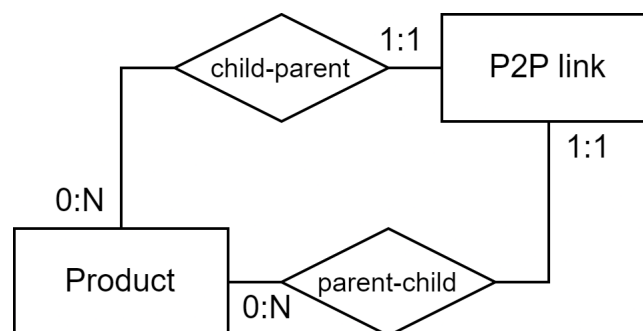 1:1
child-parent
P2P link
1:1
0:N
Product
parent-child
0:N